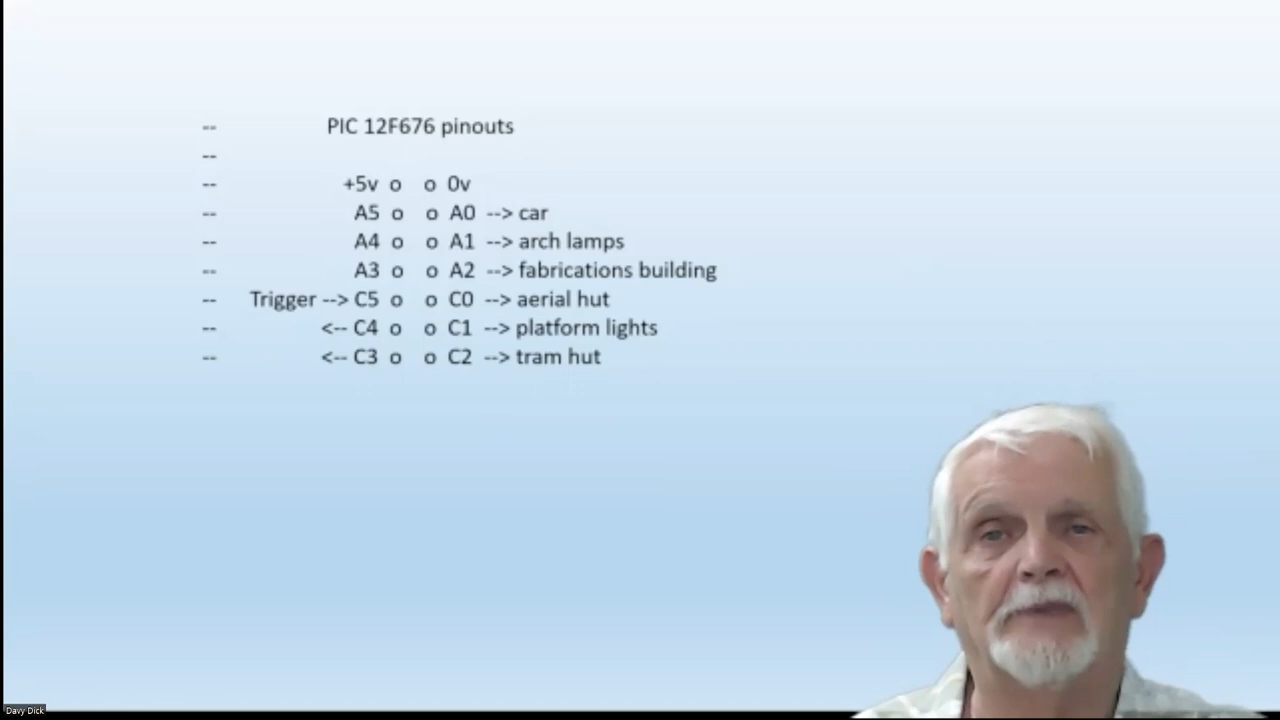 -- PIC 12F676 pinouts
--
-- +5v o o 0v
-- A5 o o A0 --> car
-- A4 o o A1 --> arch lamps
-- A3 o o A2 --> fabrications building
-- Trigger --> C5 o o C0 --> aerial hut
-- <-- C4 o o C1 --> platform lights
-- <-- C3 o o C2 --> tram hut
Davy Dick